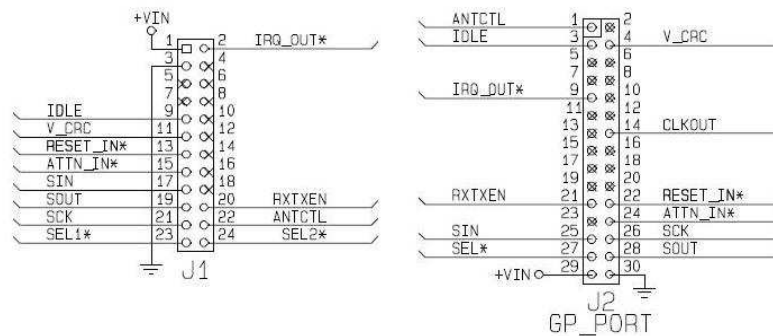 +VIN
1 2 IRQ_OUT*
3 4
5 6
7 8
IDLE 9 10
V_CRC 11 12
RESET_IN* 13 14
ATTN_IN* 15 16
SIN 17 18
SOUT 19 20 RXTXEN
SCK 21 22 ANTCTL
SEL1* 23 24 SEL2*
J1
ANTCTL 1 2
IDLE 3 4 V_CRC
5 6
7 8
IRQ_OUT* 9 10
11 12
13 14 CLKOUT
15 16
17 18
19 20
RXTXEN 21 22 RESET_IN*
23 24 ATTN_IN*
SIN 25 26 SCK
SEL* 27 28 SOUT
+VIN 29 30
J2
GP_PORT